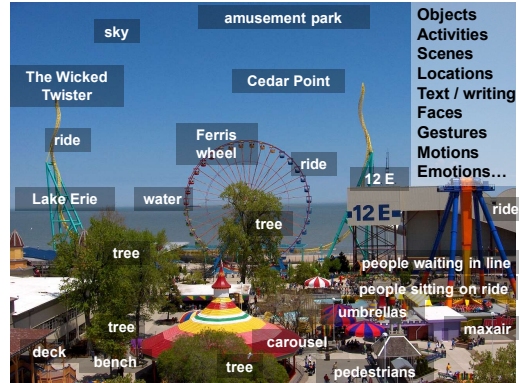 amusement park
sky
Objects
Activities
Scenes
Locations
Text / writing
Faces
Gestures
Motions
Emotions…
The Wicked
Twister
Cedar Point
ride
Ferris
wheel
ride
12 E
Lake Erie
water
ride
12 E
tree
tree
people waiting in line
people sitting on ride
umbrellas
tree
maxair
carousel
deck
bench
tree
pedestrians